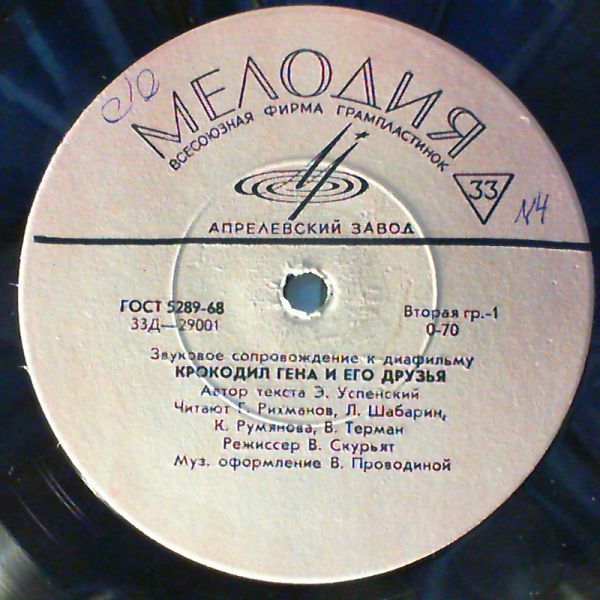 МЕЛОДИЯ
ВСЕСОЮЗНАЯ ФИРМА ГРАМПЛАСТИНОК
33
№4
АПРЕЛЕВСКИЙ ЗАВОД
ГОСТ 5289-68
33Д—29001
Вторая гр.-1
0-70
Звуковое сопровождение к диафильму
КРОКОДИЛ ГЕНА И ЕГО ДРУЗЬЯ
Автор текста Э. Успенский
Читают Г. Рихманов, Л. Шабарин,
К. Румянова, В. Терман
Режиссер В. Скурьят
Муз. оформление В. Проводиной